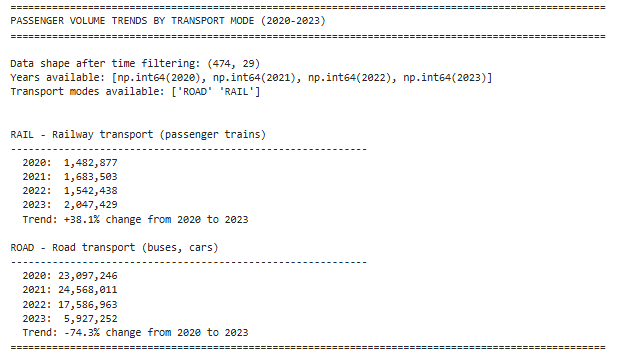 ====================================================================================================
PASSENGER VOLUME TRENDS BY TRANSPORT MODE (2020-2023)
====================================================================================================
Data shape after time filtering: (474, 29)
Years available: [np.int64(2020), np.int64(2021), np.int64(2022), np.int64(2023)]
Transport modes available: ['ROAD' 'RAIL']
RAIL - Railway transport (passenger trains)
------------------------------------------------------------
2020:  1,482,877
2021:  1,683,503
2022:  1,542,438
2023:  2,047,429
Trend: +38.1% change from 2020 to 2023
ROAD - Road transport (buses, cars)
------------------------------------------------------------
2020: 23,097,246
2021: 24,568,011
2022: 17,586,963
2023:  5,927,252
Trend: -74.3% change from 2020 to 2023
====================================================================================================